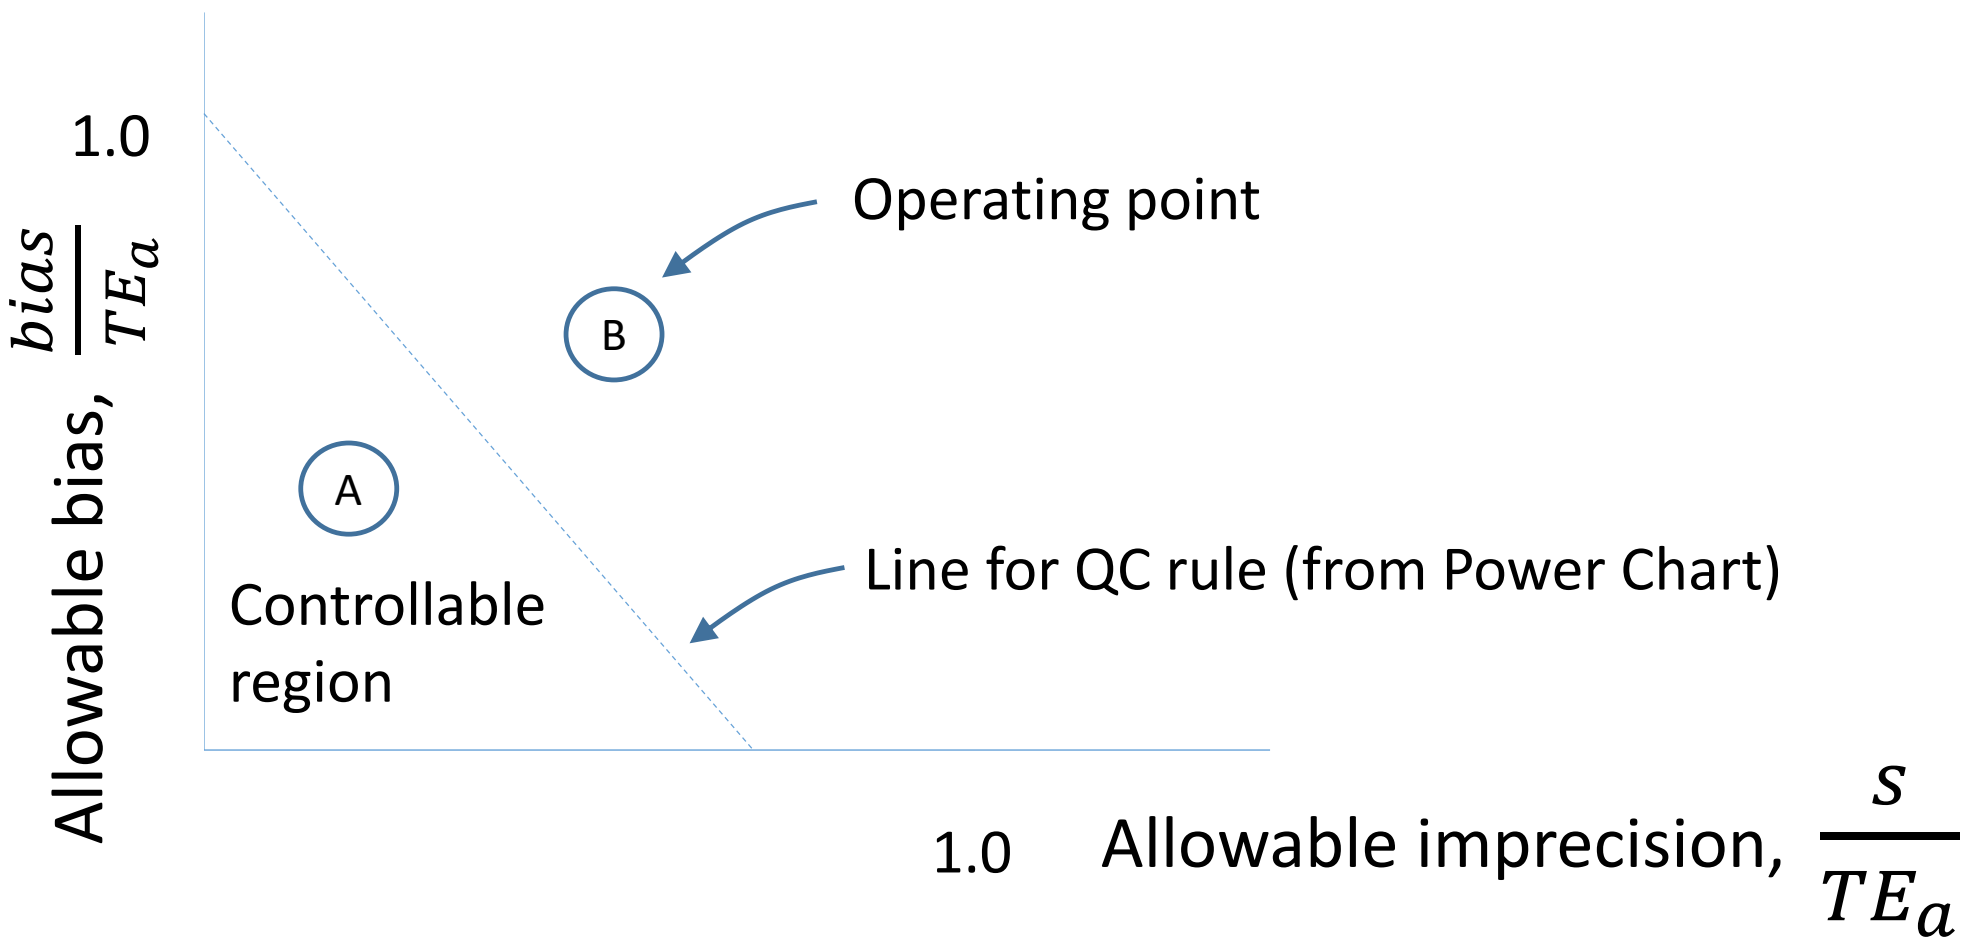 1.0
Operating point
B
Allowable bias, bias/TEₐ
A
Line for QC rule (from Power Chart)
Controllable
region
1.0
Allowable imprecision, s/TEₐ